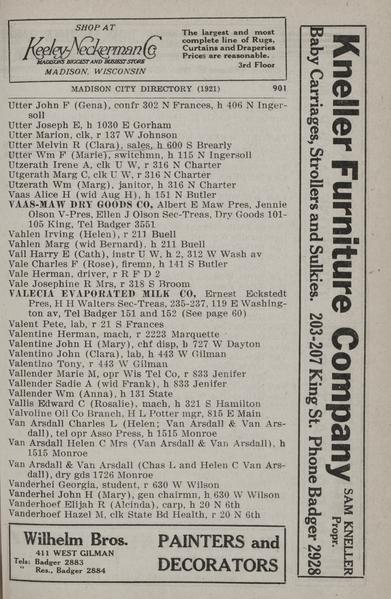 SHOP AT
Keeley-Neckerman Co
MADISON'S BIGGEST AND BUSIEST STORE
MADISON, WISCONSIN
The largest and most
complete line of Rugs,
Curtains and Draperies
Prices are reasonable.
3rd Floor
MADISON CITY DIRECTORY (1921) 901
Utter John F (Gena), confr 302 N Frances, h 406 N Inger-
soll
Utter Joseph E, h 1030 E Gorham
Utter Marion, clk, r 137 W Johnson
Utter Melvin R (Clara), sales, h 600 S Brearly
Utter Wm F (Marie), switchmn, h 115 N Ingersoll
Utzerath Irene A, clk U W, r 316 N Charter
Utgerath Marg C, clk U W, r 316 N Charter
Utzerath Wm (Marg), janitor, h 316 N Charter
Vaas Alice H (wid Aug H), h 151 N Butler
VAAS-MAW DRY GOODS CO, Albert E Maw Pres, Jennie
Olson V-Pres, Ellen J Olson Sec-Treas, Dry Goods 101-
105 King, Tel Badger 3551
Vahlen Irving (Helen), r 211 Buell
Vahlen Marg (wid Bernard), h 211 Buell
Vail Harry E (Cath), instr U W, h 2, 312 W Wash av
Vale Charles F (Rose), firemn, h 141 S Butler
Vale Herman, driver, r R F D 2
Vale Josephine R Mrs, r 318 S Broom
VALECIA EVAPORATED MILK CO, Ernest Eckstedt
Pres, H H Walters Sec-Treas, 235-237, 119 E Washing-
ton av, Tel Badger 151 and 152 (See page 60)
Valent Pete, lab, r 21 S Frances
Valentine Herman, mach, r 2223 Marquette
Valentine John H (Mary), chf disp, h 727 W Dayton
Valentino John (Clara), lab, h 443 W Gilman
Valentino Tony, r 443 W Gilman
Vallender Marie M, opr Wis Tel Co, r 833 Jenifer
Vallender Sadie A (wid Frank), h 833 Jenifer
Vallender Wm (Anna), h 131 State
Vallis Edward C (Rosalie), mach, h 321 S Hamilton
Valvoline Oil Co Branch, H L Potter mgr, 815 E Main
Van Arsdall Charles L (Helen; Van Arsdall & Van Ars-
dall), tel opr Asso Press, h 1515 Monroe
Van Arsdall Helen C Mrs (Van Arsdall & Van Arsdall), h
1515 Monroe
Van Arsdall & Van Arsdall (Chas L and Helen C Van Ars-
dall), dry gds 1726 Monroe
Vanderhei Georgia, student, r 630 W Wilson
Vanderhei John H (Mary), gen chairmn, h 630 W Wilson
Vanderhoef Elijah R (Alcinda), carp, h 20 N 6th
Vanderhoef Hazel M, clk State Bd Health, r 20 N 6th
Wilhelm Bros.
411 WEST GILMAN
Tels: Badger 2883
" Res., Badger 2884
PAINTERS and
DECORATORS
Kneller Furniture Company SAM KNELLER
Propr.
Baby Carriages, Strollers and Sulkies. 203-207 King St. Phone Badger 2928